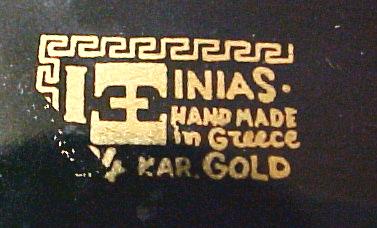 INIAS.
HAND MADE
in Greece
KAR. GOLD